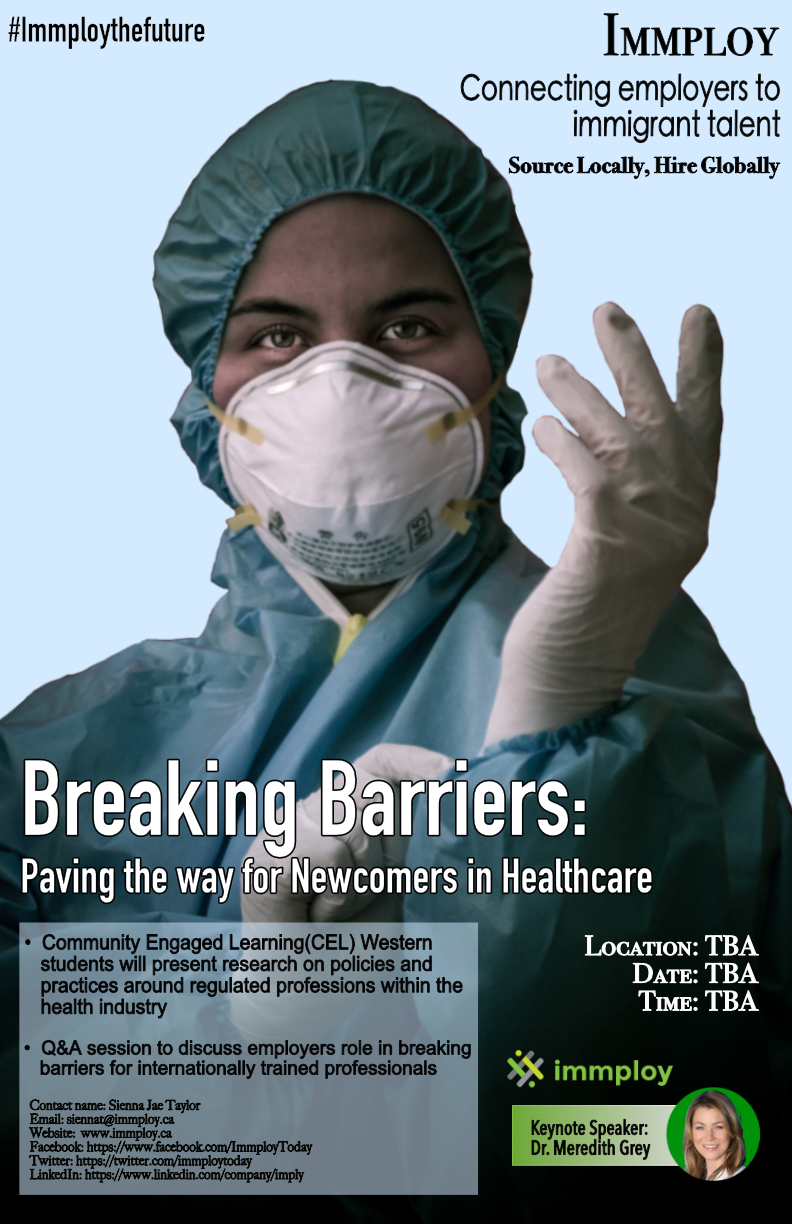 #Immploythefuture
IMMPLOY
Connecting employers to
immigrant talent
Source Locally, Hire Globally
Breaking Barriers:
Paving the way for Newcomers in Healthcare
• Community Engaged Learning(CEL) Western
students will present research on policies and
practices around regulated professions within the
health industry
• Q&A session to discuss employers role in breaking
barriers for internationally trained professionals
Contact name: Sienna Jae Taylor
Email: siennat@immploy.ca
Website: www.immploy.ca
Facebook: https://www.facebook.com/ImmployToday
Twitter: https://twitter.com/immploytoday
LinkedIn: https://www.linkedin.com/company/imply
LOCATION: TBA
DATE: TBA
TIME: TBA
immploy
Keynote Speaker:
Dr. Meredith Grey